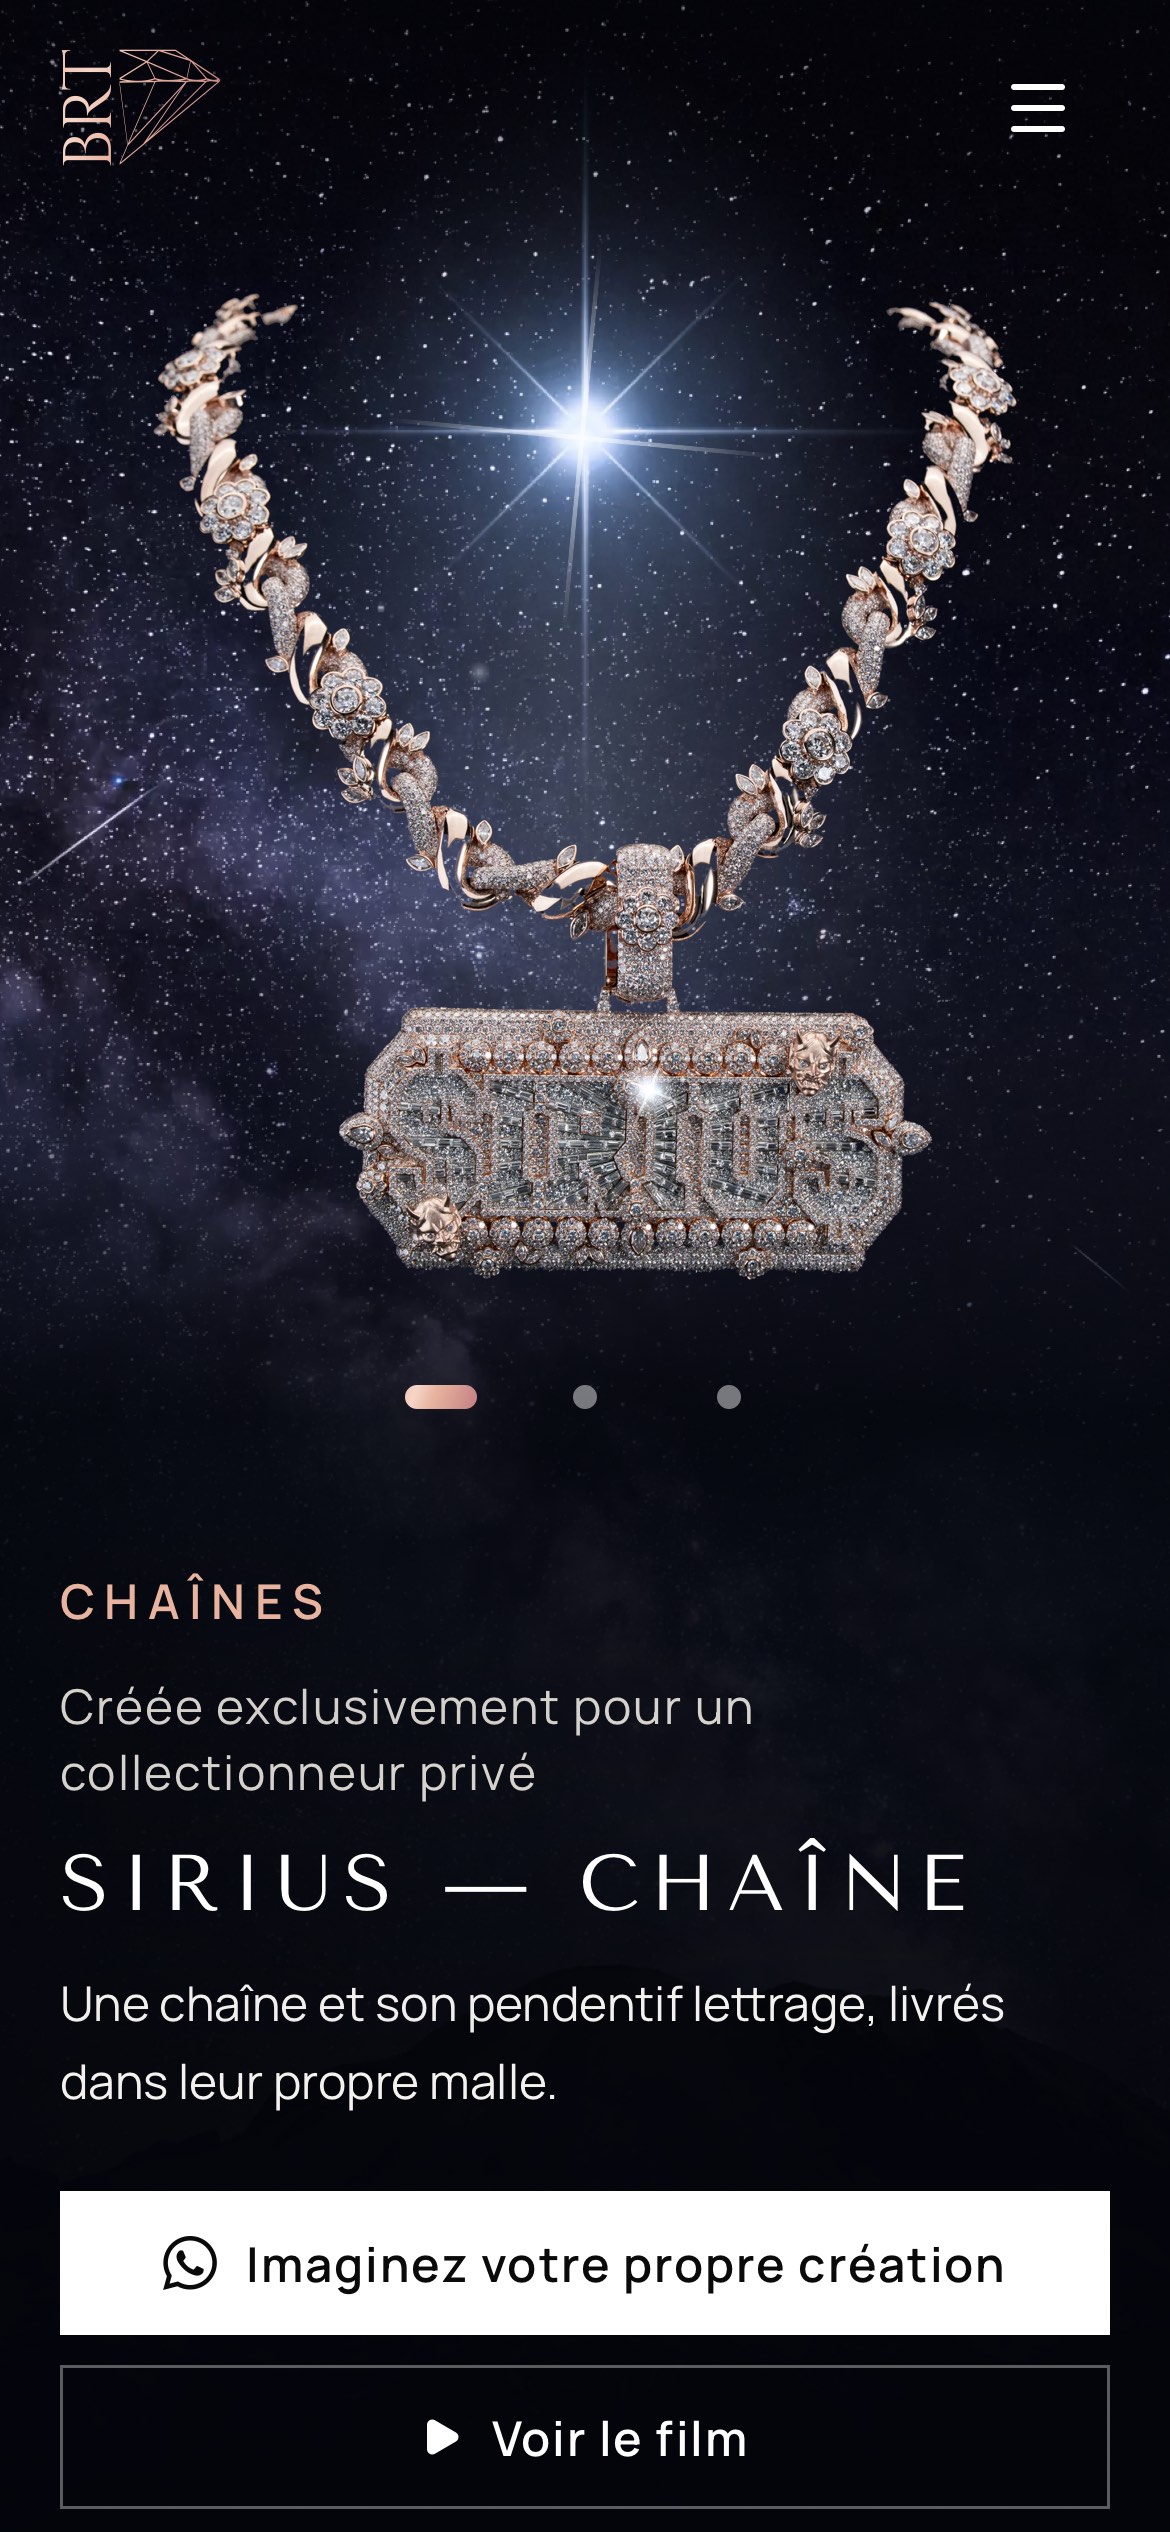 BRT
SIRIUS
CHAÎNES
Créée exclusivement pour un
collectionneur privé
SIRIUS — CHAÎNE
Une chaîne et son pendentif lettrage, livrés
dans leur propre malle.
Imaginez votre propre création
Voir le film